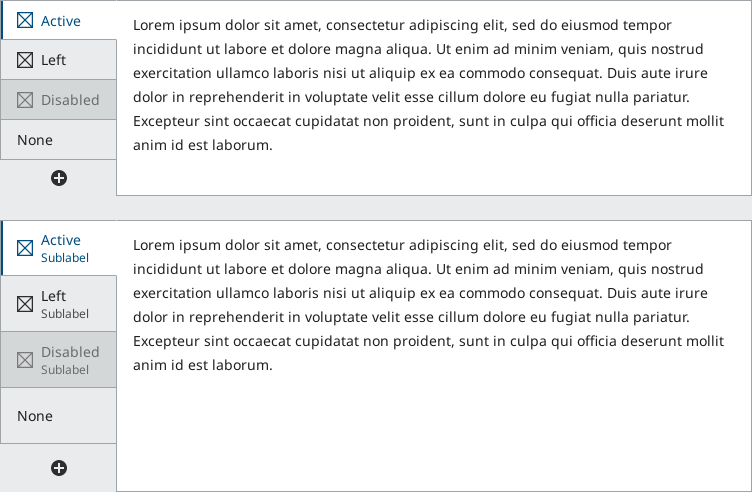 Active
Left
Disabled
None
Lorem ipsum dolor sit amet, consectetur adipiscing elit, sed do eiusmod tempor
incididunt ut labore et dolore magna aliqua. Ut enim ad minim veniam, quis nostrud
exercitation ullamco laboris nisi ut aliquip ex ea commodo consequat. Duis aute irure
dolor in reprehenderit in voluptate velit esse cillum dolore eu fugiat nulla pariatur.
Excepteur sint occaecat cupidatat non proident, sunt in culpa qui officia deserunt mollit
anim id est laborum.
Active
Sublabel
Left
Sublabel
Disabled
Sublabel
None
Lorem ipsum dolor sit amet, consectetur adipiscing elit, sed do eiusmod tempor
incididunt ut labore et dolore magna aliqua. Ut enim ad minim veniam, quis nostrud
exercitation ullamco laboris nisi ut aliquip ex ea commodo consequat. Duis aute irure
dolor in reprehenderit in voluptate velit esse cillum dolore eu fugiat nulla pariatur.
Excepteur sint occaecat cupidatat non proident, sunt in culpa qui officia deserunt mollit
anim id est laborum.